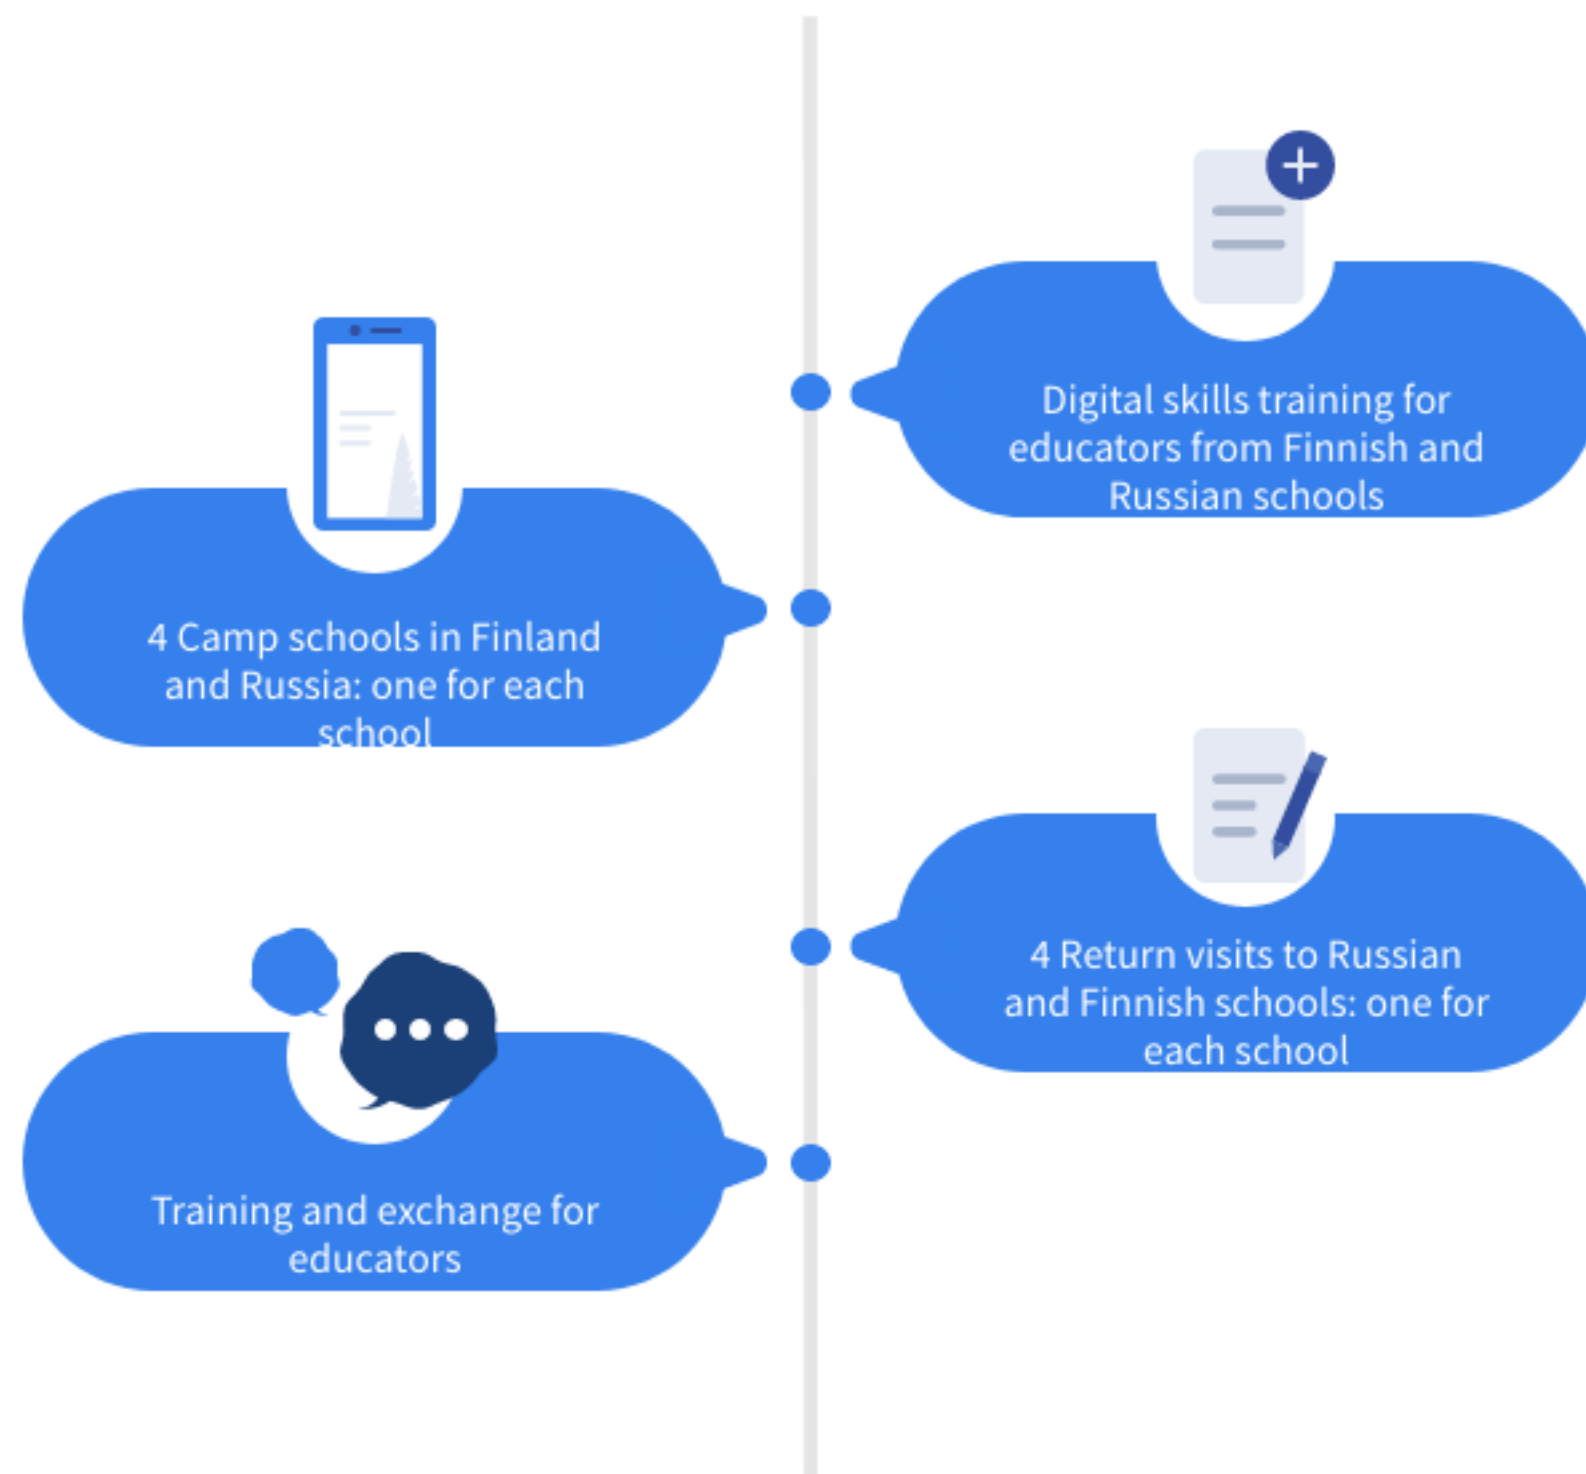 Digital skills training for
educators from Finnish and
Russian schools
4 Camp schools in Finland
and Russia: one for each
school
4 Return visits to Russian
and Finnish schools: one for
each school
Training and exchange for
educators